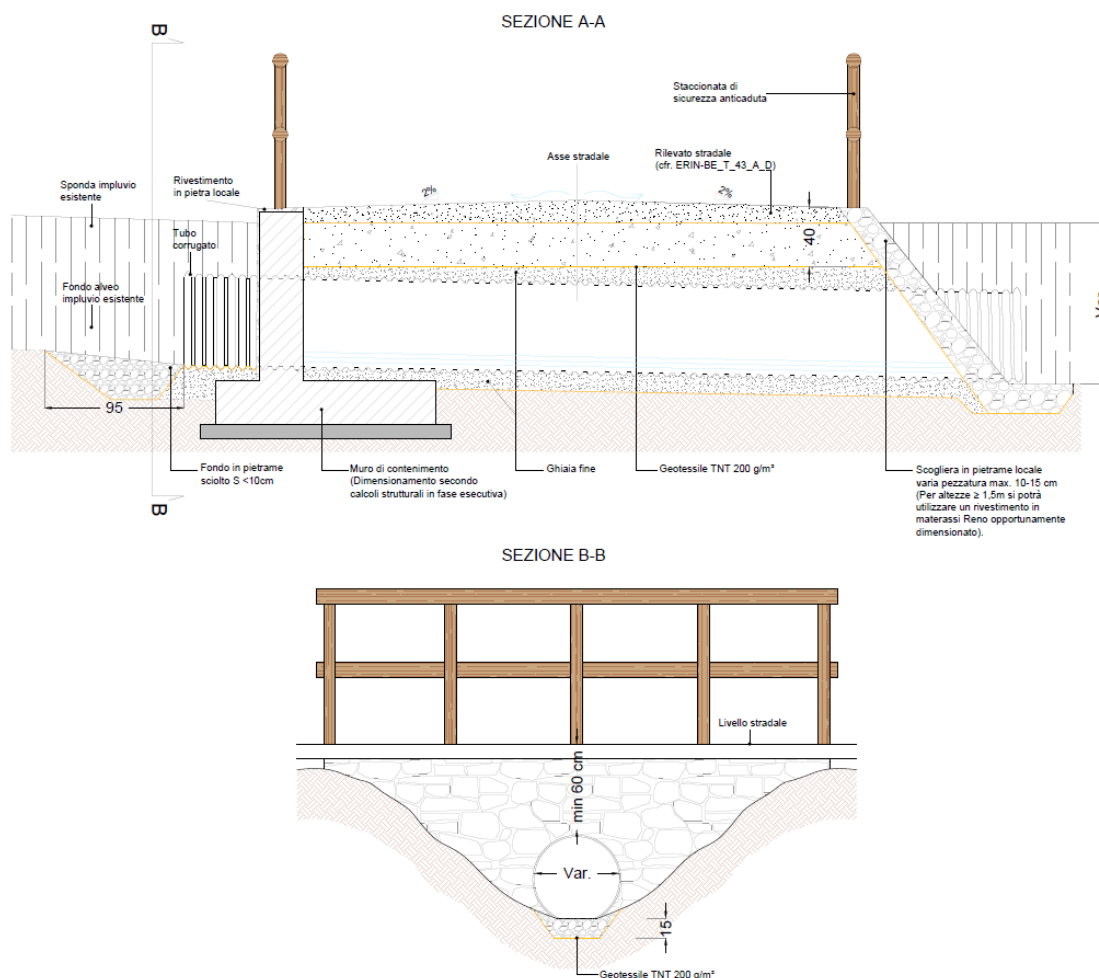 SEZIONE A-A
B
Staccionata di
sicurezza anticaduta
Asse stradale
Rilevato stradale
(cfr. ERIN-BE_T_43_A_D)
Sponda impluvio
esistente
Rivestimento
in pietra locale
2%
2%
Tubo
corrugato
40
Fondo alveo
impluvio esistente
95
Fondo in pietrame
sciolto S <10cm
Muro di contenimento
(Dimensionamento secondo
calcoli strutturali in fase esecutiva)
Ghiaia fine
Geotessile TNT 200 g/m²
Scogliera in pietrame locale
varia pezzatura max. 10-15 cm
(Per altezze ≥ 1,5m si potrà
utilizzare un rivestimento in
materassi Reno opportunamente
dimensionato).
B
SEZIONE B-B
Livello stradale
min 60 cm
Var.
15
Geotessile TNT 200 g/m²